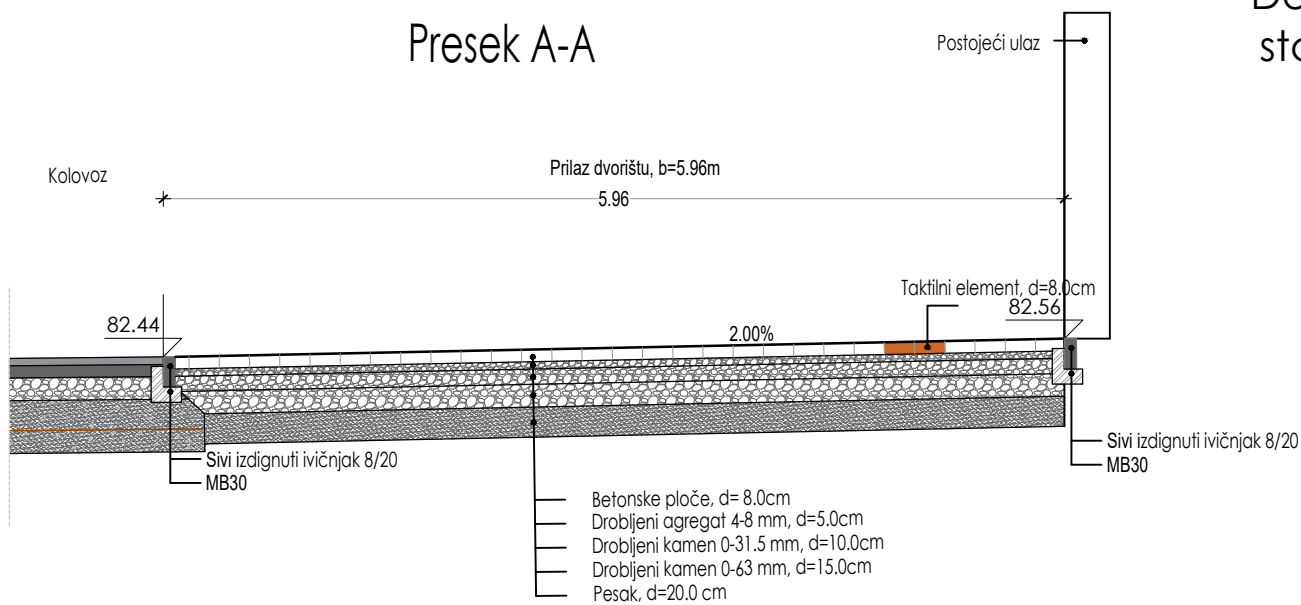 Presek A-A
Postojeći ulaz
Kolovoz
Prilaz dvorištu, b=5.96m
5.96
Taktilni element, d=8.0cm
82.44
82.56
2.00%
Sivi izdignuti ivičnjak 8/20
MB30
Sivi izdignuti ivičnjak 8/20
MB30
Betonske ploče, d= 8.0cm
Drobljeni agregat 4-8 mm, d=5.0cm
Drobljeni kamen 0-31.5 mm, d=10.0cm
Drobljeni kamen 0-63 mm, d=15.0cm
Pesak, d=20.0 cm